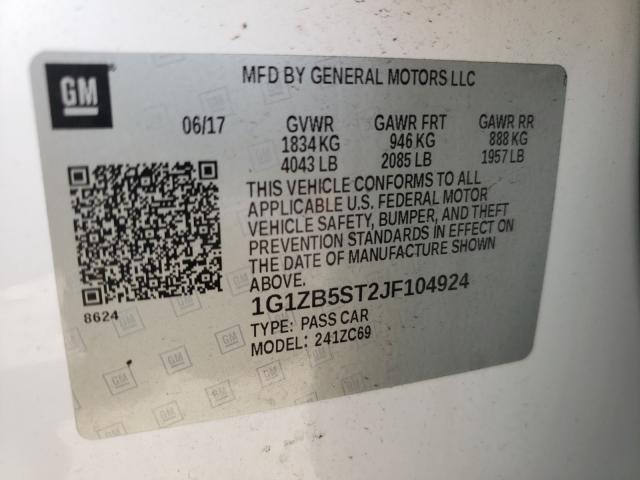 GM
MFD BY GENERAL MOTORS LLC
06/17 GVWR GAWR FRT GAWR RR
1834 KG 946 KG 888 KG
4043 LB 2085 LB 1957 LB
THIS VEHICLE CONFORMS TO ALL
APPLICABLE U.S. FEDERAL MOTOR
VEHICLE SAFETY, BUMPER, AND THEFT
PREVENTION STANDARDS IN EFFECT ON
THE DATE OF MANUFACTURE SHOWN
ABOVE.
8624
1G1ZB5ST2JF104924
TYPE: PASS CAR
MODEL: 241ZC69